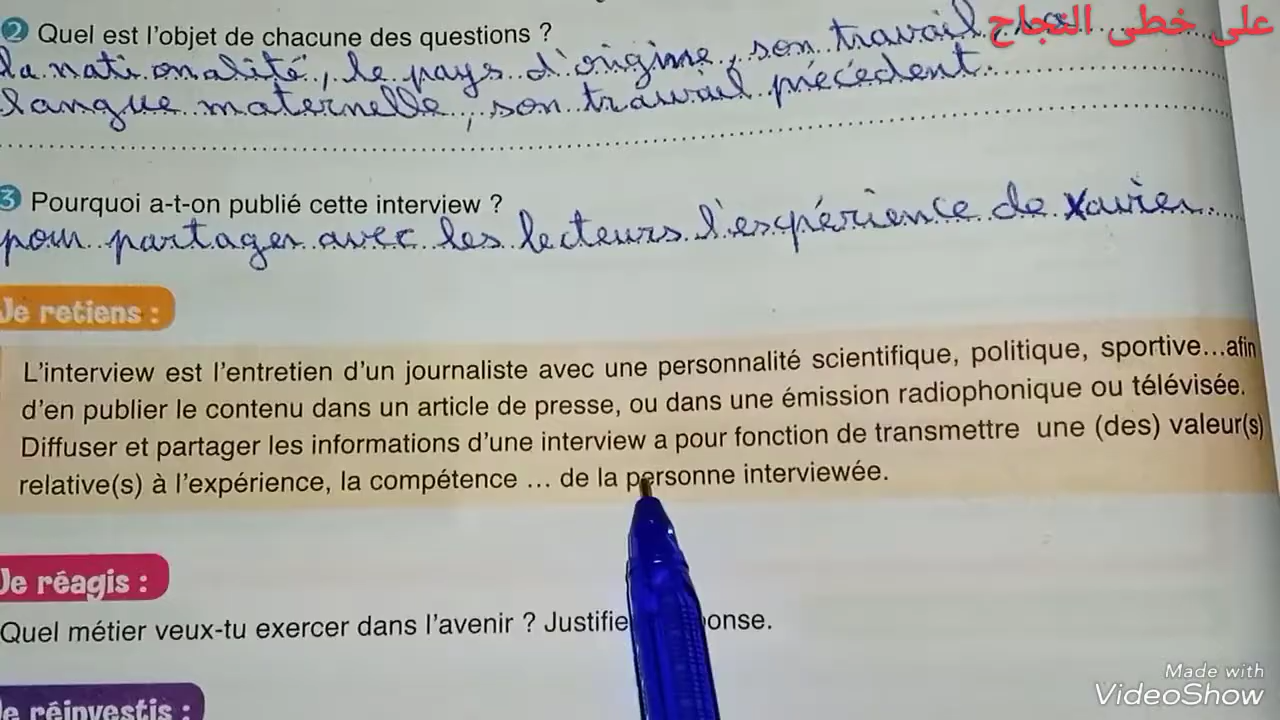 2 Quel est l'objet de chacune des questions ?
la nationalité, le pays d'origine, son travail, sa
langue maternelle, son travail précédent.
على خطى النجاح
3 Pourquoi a-t-on publié cette interview ?
pour partager avec les lecteurs l'expérience de Xavier
Je retiens :
L'interview est l'entretien d'un journaliste avec une personnalité scientifique, politique, sportive...afin
d'en publier le contenu dans un article de presse, ou dans une émission radiophonique ou télévisée.
Diffuser et partager les informations d'une interview a pour fonction de transmettre une (des) valeur(s)
relative(s) à l'expérience, la compétence ... de la personne interviewée.
Je réagis :
Quel métier veux-tu exercer dans l'avenir ? Justifie ponse.
Je réinvestis :
Made with
VideoShow